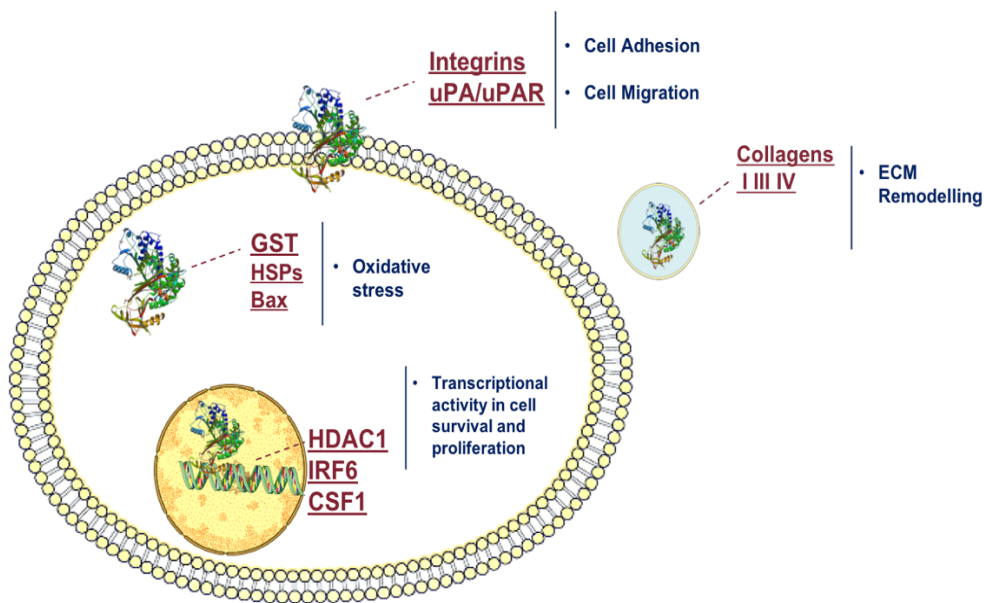 Integrins
uPA/uPAR
• Cell Adhesion
• Cell Migration
Collagens
I III IV
• ECM
Remodelling
GST
HSPs
Bax
• Oxidative
stress
HDAC1
IRF6
CSF1
• Transcriptional
activity in cell
survival and
proliferation